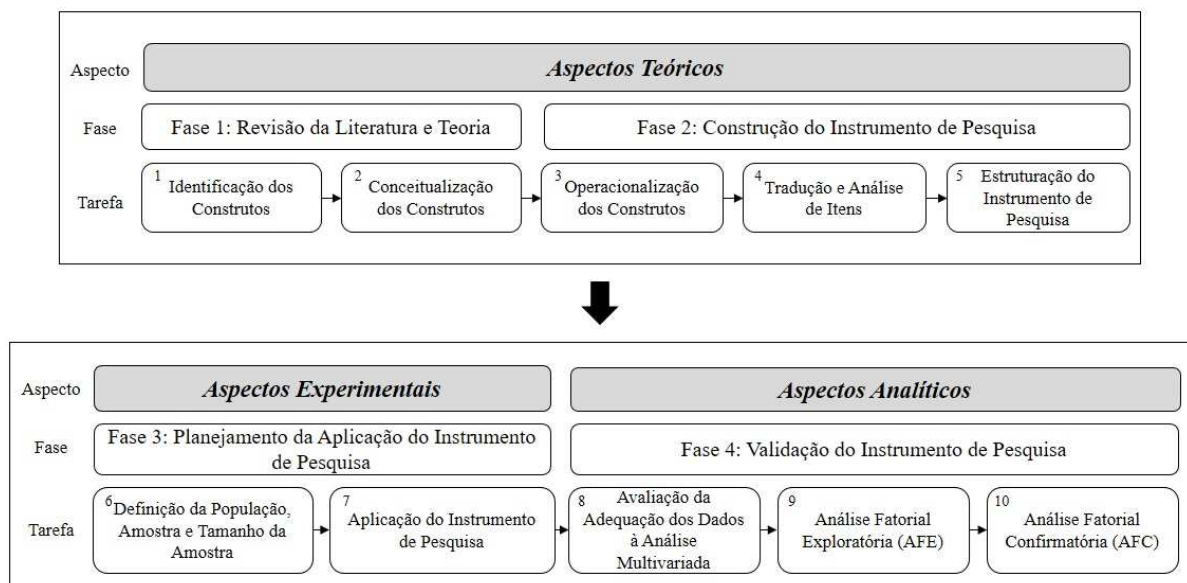 Aspecto
Aspectos Teóricos
Fase
Fase 1: Revisão da Literatura e Teoria
Fase 2: Construção do Instrumento de Pesquisa
Tarefa
1
Identificação dos
Construtos
2
Conceitualização
dos Construtos
3
Operacionalização
dos Construtos
4
Tradução e Análise
de Itens
5
Estruturação do
Instrumento de
Pesquisa
Aspecto
Aspectos Experimentais
Aspectos Analíticos
Fase
Fase 3: Planejamento da Aplicação do Instrumento
de Pesquisa
Fase 4: Validação do Instrumento de Pesquisa
Tarefa
6
Definição da População,
Amostra e Tamanho da
Amostra
7
Aplicação do Instrumento
de Pesquisa
8
Avaliação da
Adequação dos Dados
à Análise
Multivariada
9
Análise Fatorial
Exploratória (AFE)
10
Análise Fatorial
Confirmatória (AFC)